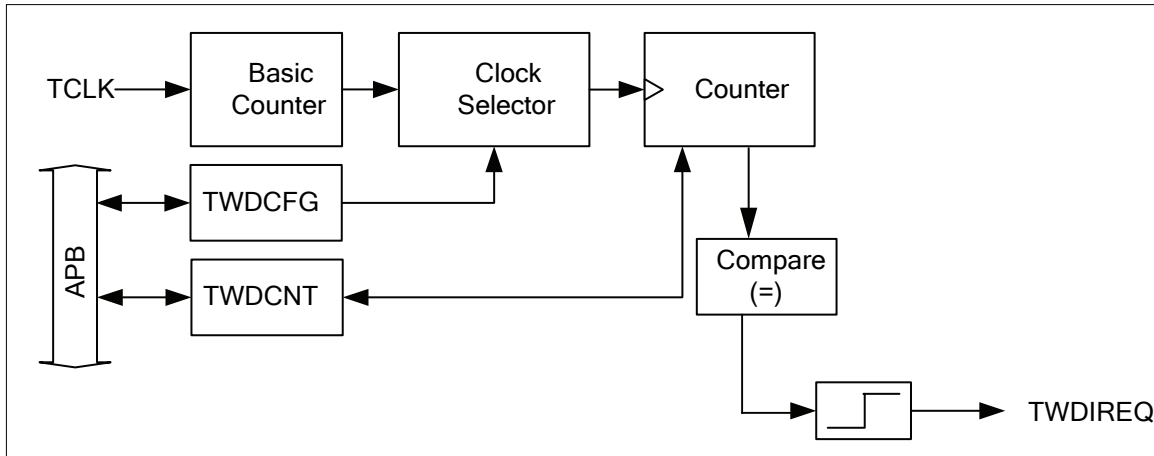 TCLK
Basic
Counter
Clock
Selector
Counter
TWDCFG
APB
TWDCNT
Compare
(=)
TWDIREQ